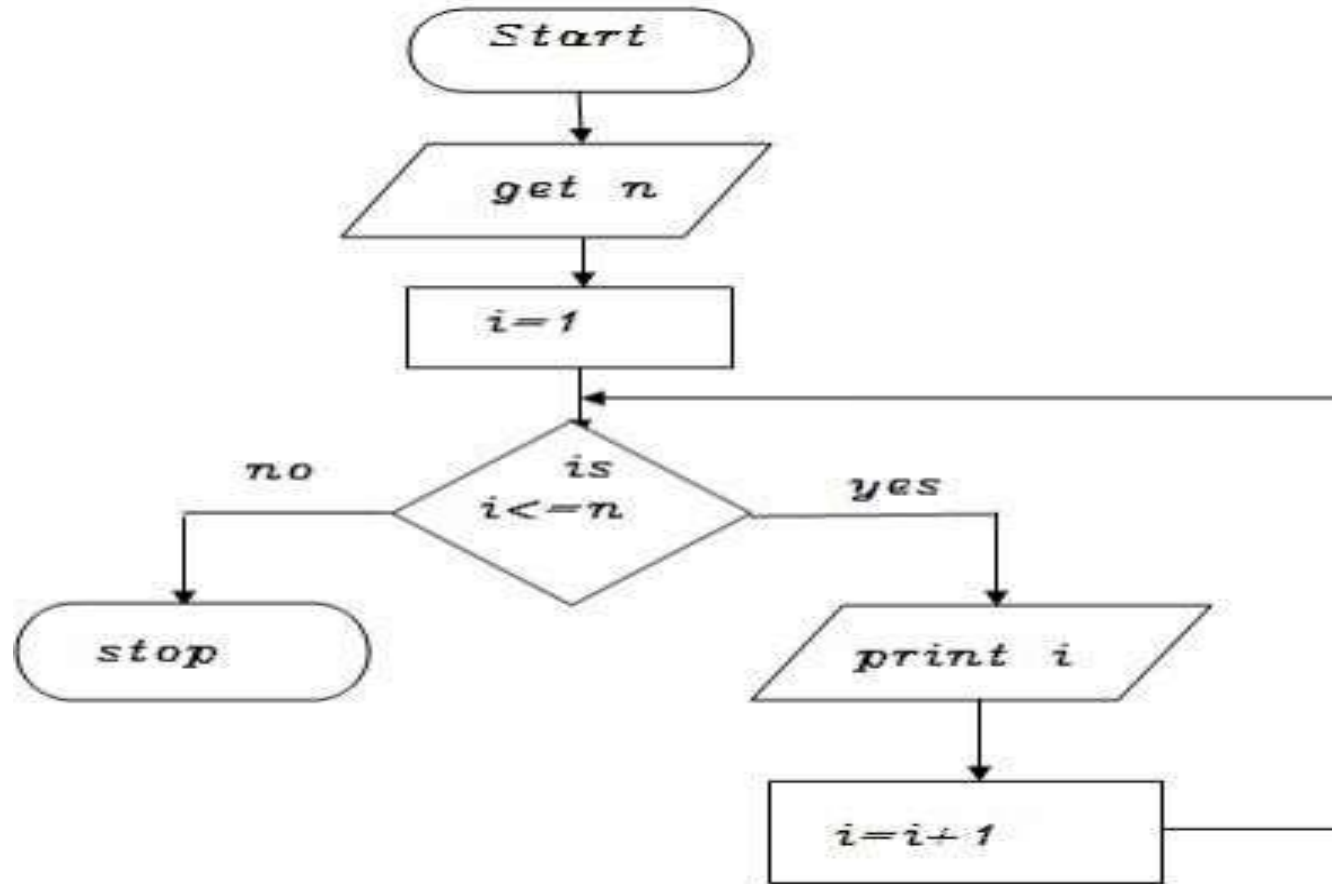 Start
get n
i=1
is
i<=n
no
yes
stop
print i
i=i+1